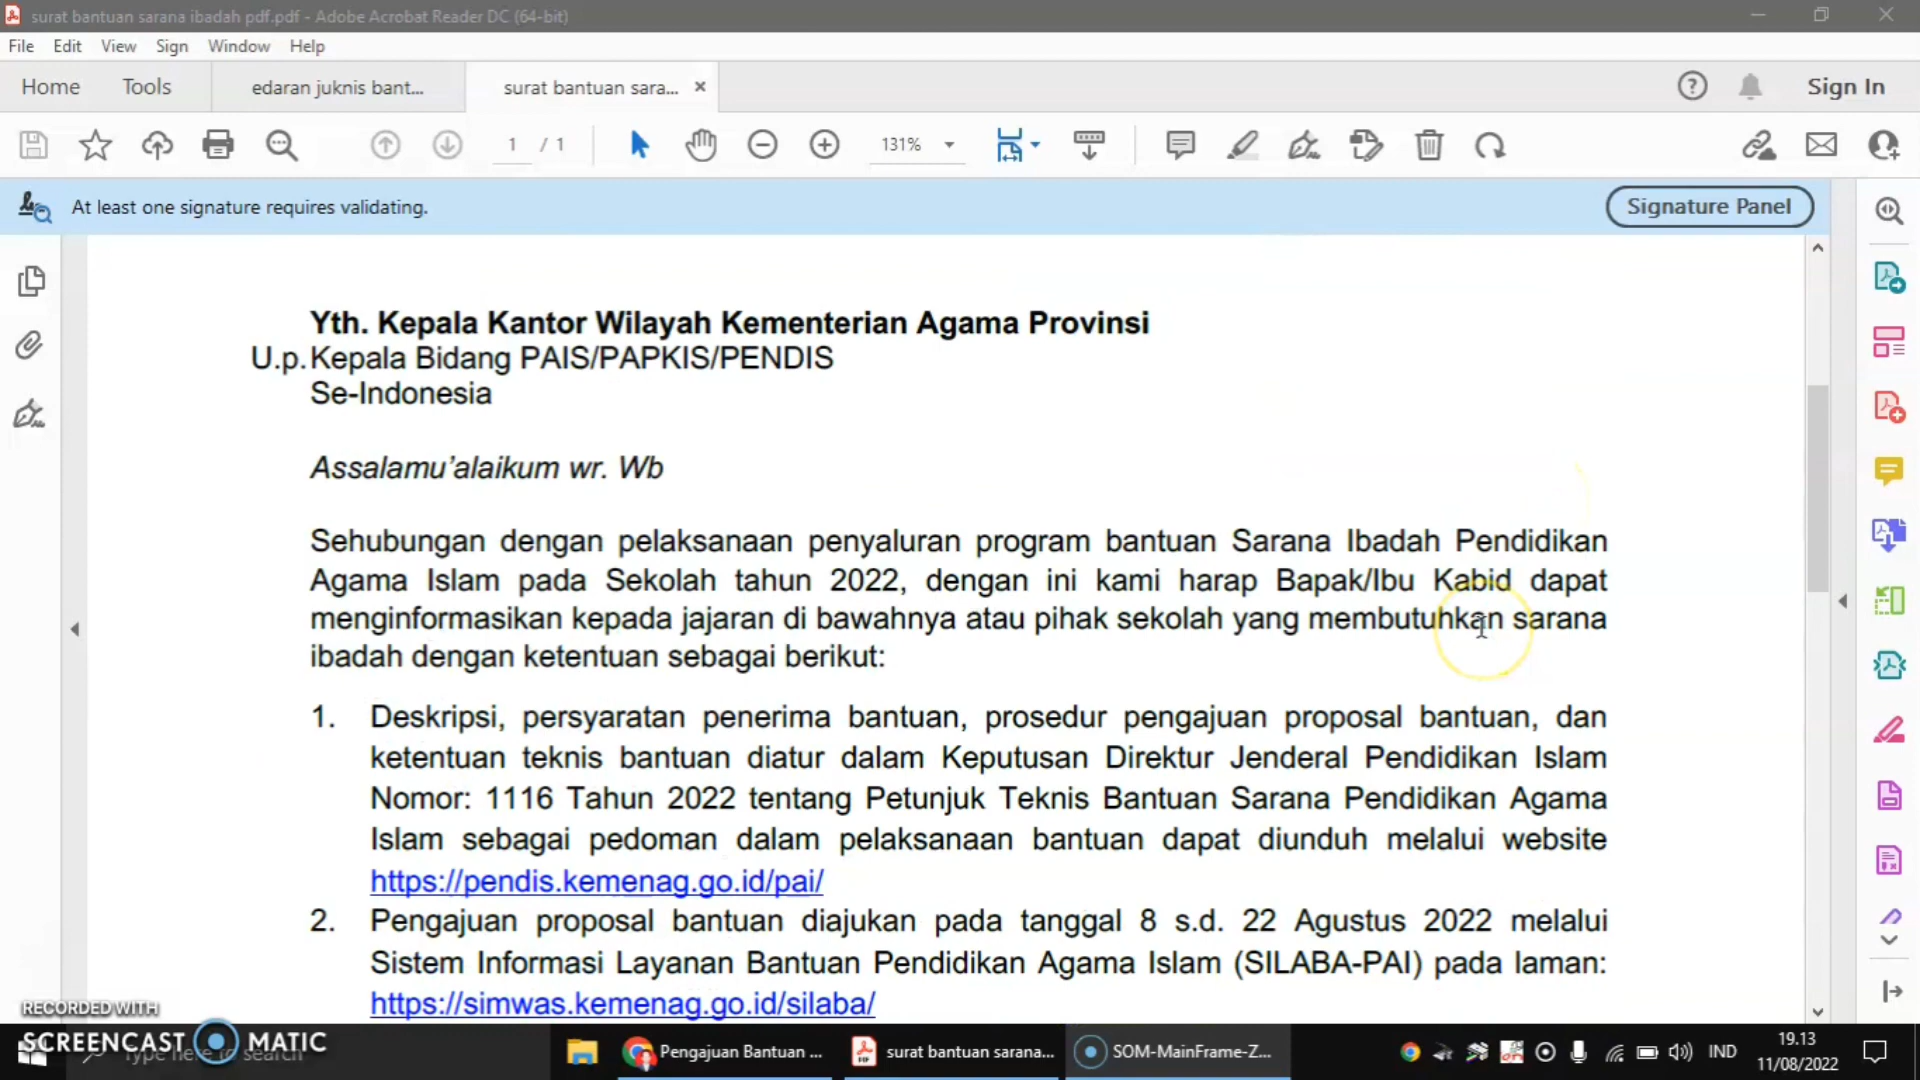 surat bantuan sarana ibadah pdf.pdf - Adobe Acrobat Reader DC (64-bit)
File Edit View Sign Window Help
Home Tools edaran juknis bant... surat bantuan sara... × Sign In
1 / 1 131%
At least one signature requires validating. Signature Panel
Yth. Kepala Kantor Wilayah Kementerian Agama Provinsi
U.p. Kepala Bidang PAIS/PAPKIS/PENDIS
Se-Indonesia
Assalamu’alaikum wr. Wb
Sehubungan dengan pelaksanaan penyaluran program bantuan Sarana Ibadah Pendidikan
Agama Islam pada Sekolah tahun 2022, dengan ini kami harap Bapak/Ibu Kabid dapat
menginformasikan kepada jajaran di bawahnya atau pihak sekolah yang membutuhkan sarana
ibadah dengan ketentuan sebagai berikut:
1. Deskripsi, persyaratan penerima bantuan, prosedur pengajuan proposal bantuan, dan
ketentuan teknis bantuan diatur dalam Keputusan Direktur Jenderal Pendidikan Islam
Nomor: 1116 Tahun 2022 tentang Petunjuk Teknis Bantuan Sarana Pendidikan Agama
Islam sebagai pedoman dalam pelaksanaan bantuan dapat diunduh melalui website
https://pendis.kemenag.go.id/pai/
2. Pengajuan proposal bantuan diajukan pada tanggal 8 s.d. 22 Agustus 2022 melalui
Sistem Informasi Layanan Bantuan Pendidikan Agama Islam (SILABA-PAI) pada laman:
https://simwas.kemenag.go.id/silaba/
RECORDED WITH
SCREENCAST MATIC
Type here to search
Pengajuan Bantuan ... surat bantuan sarana... SOM-MainFrame-Z... IND
19.13
11/08/2022